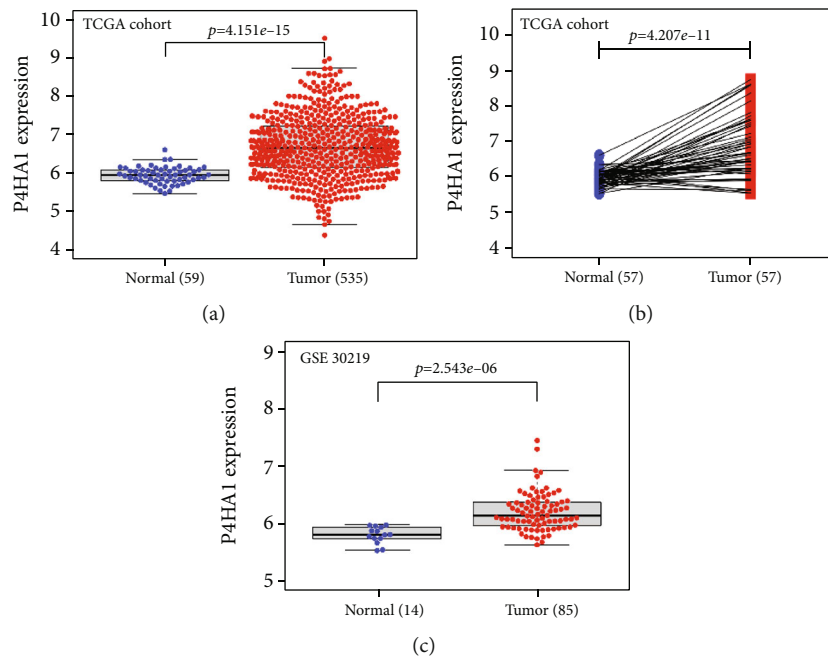 TCGA cohort
p=4.151e–15
10
9
8
7
6
5
4
P4HA1 expression
Normal (59)
Tumor (535)
(a)
TCGA cohort
p=4.207e–11
10
9
8
7
6
5
4
P4HA1 expression
Normal (57)
Tumor (57)
(b)
GSE 30219
p=2.543e–06
9
8
7
6
5
P4HA1 expression
Normal (14)
Tumor (85)
(c)